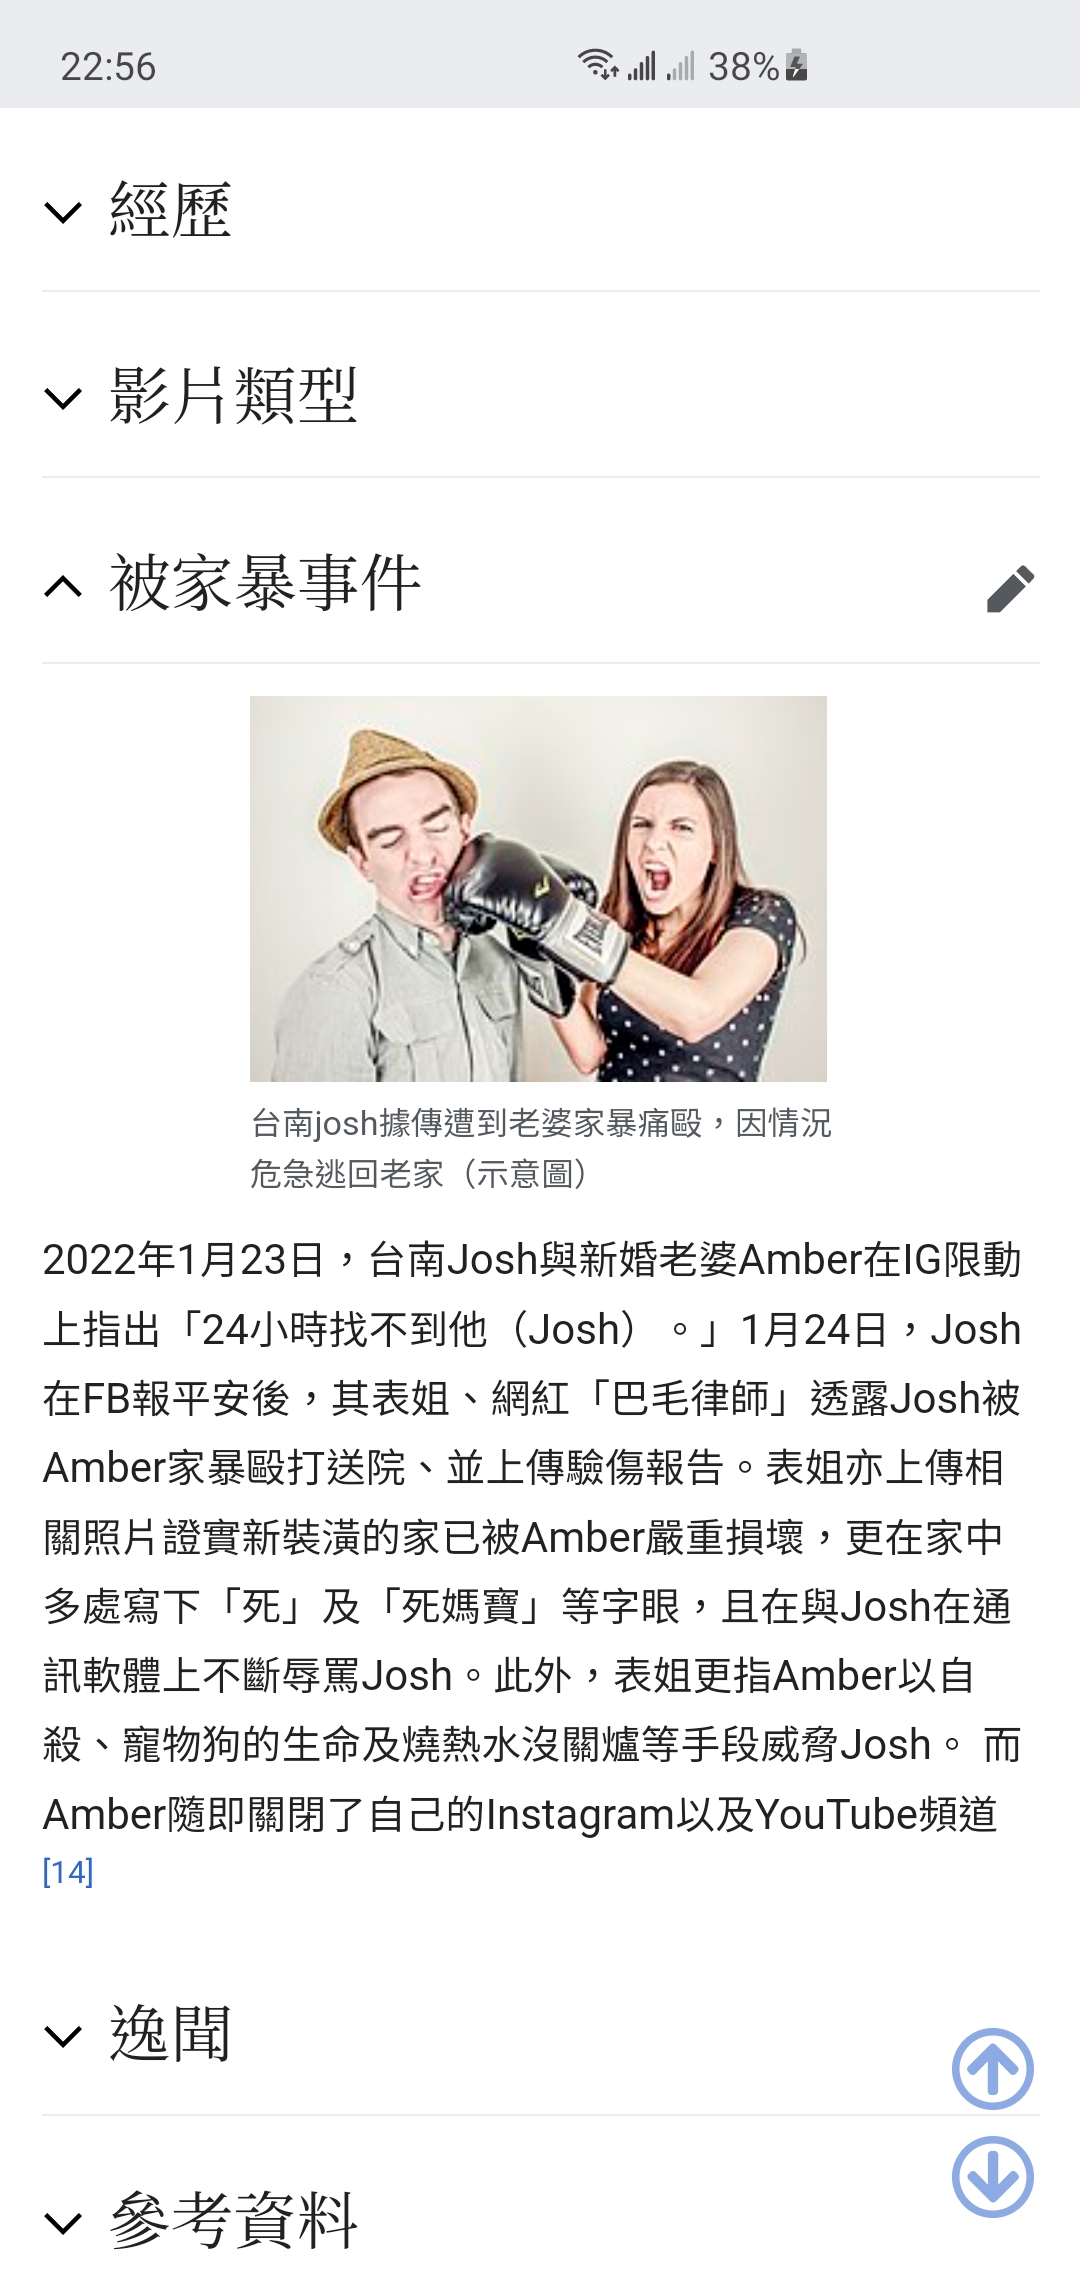 22:56
38%
經歷
影片類型
被家暴事件
台南josh據傳遭到老婆家暴痛毆，因情況
危急逃回老家（示意圖）
2022年1月23日，台南Josh與新婚老婆Amber在IG限動
上指出「24小時找不到他（Josh）。」1月24日，Josh
在FB報平安後，其表姐、網紅「巴毛律師」透露Josh被
Amber家暴毆打送院、並上傳驗傷報告。表姐亦上傳相
關照片證實新裝潢的家已被Amber嚴重損壞，更在家中
多處寫下「死」及「死媽寶」等字眼，且在與Josh在通
訊軟體上不斷辱罵Josh。此外，表姐更指Amber以自
殺、寵物狗的生命及燒熱水沒關爐等手段威脅Josh。 而
Amber隨即關閉了自己的Instagram以及YouTube頻道
[14]
逸聞
參考資料